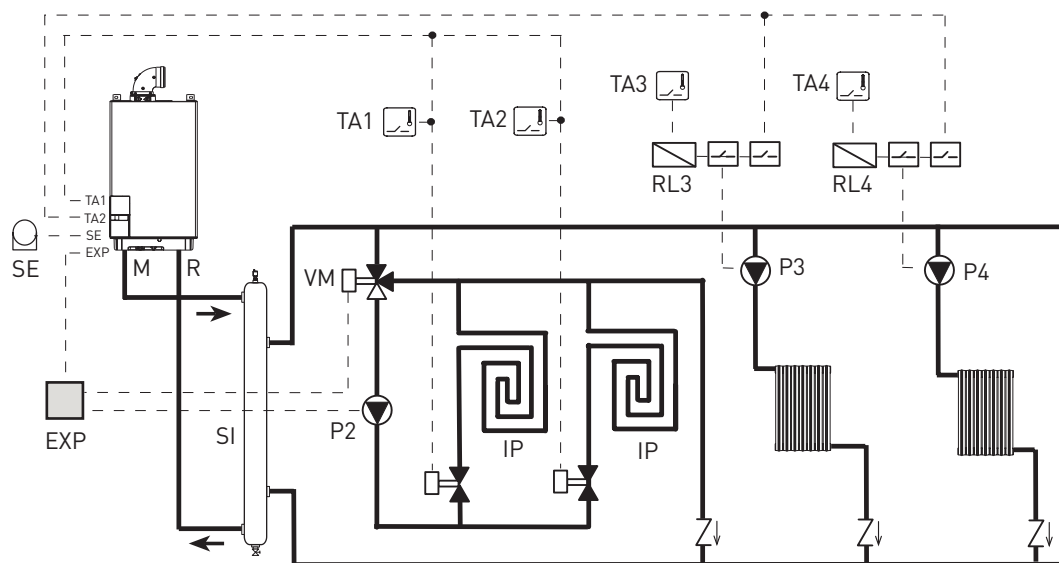 TA1
TA2
TA3
TA4
RL3
RL4
TA1
TA2
SE
EXP
SE
M
R
VM
P3
P4
EXP
SI
P2
IP
IP